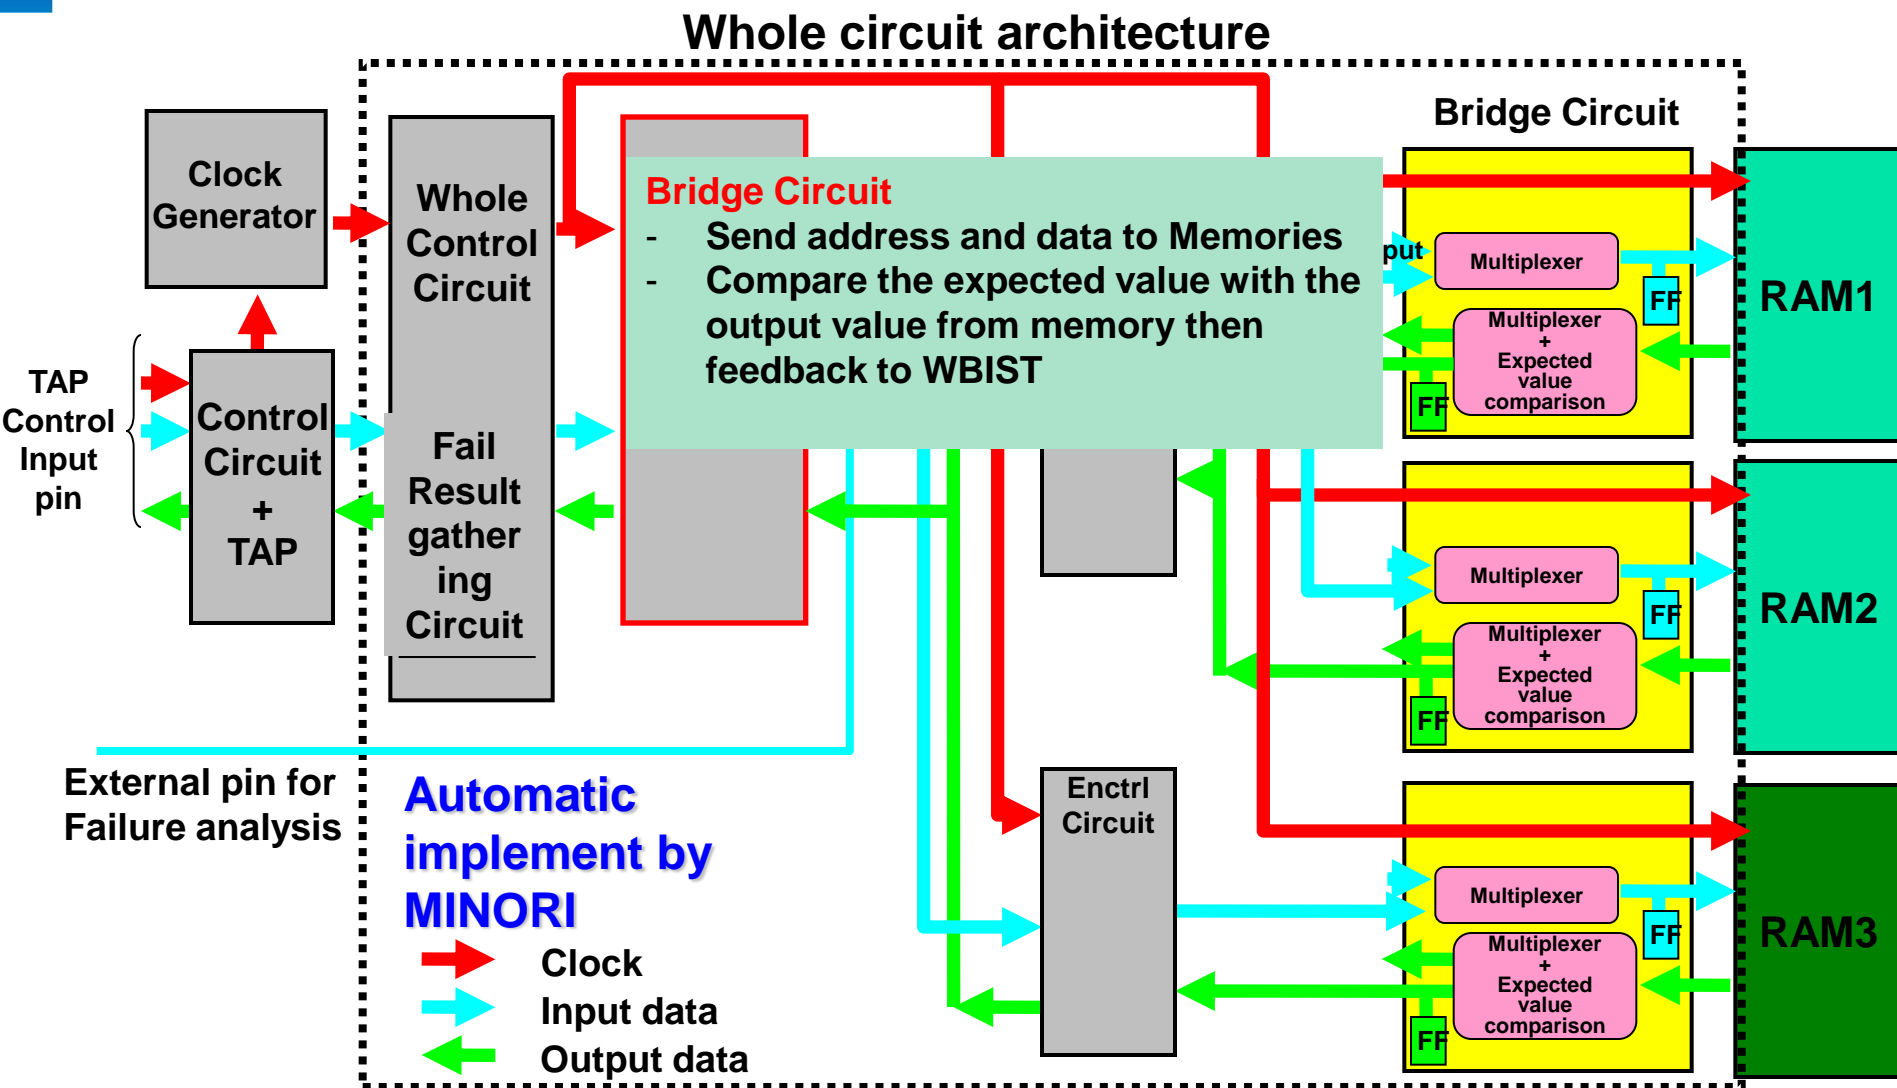 Whole circuit architecture
Bridge Circuit
Clock
Generator
Whole
Control
Circuit
Bridge Circuit
- Send address and data to Memories
- Compare the expected value with the
output value from memory then
feedback to WBIST
put
Multiplexer
FF
Multiplexer
+
Expected
value
comparison
FF
RAM1
TAP
Control
Input
pin
Control
Circuit
+
TAP
Fail
Result
gather
ing
Circuit
Multiplexer
FF
Multiplexer
+
Expected
value
comparison
FF
RAM2
External pin for
Failure analysis
Automatic
implement by
MINORI
Clock
Input data
Output data
Enctrl
Circuit
Multiplexer
FF
Multiplexer
+
Expected
value
comparison
FF
RAM3